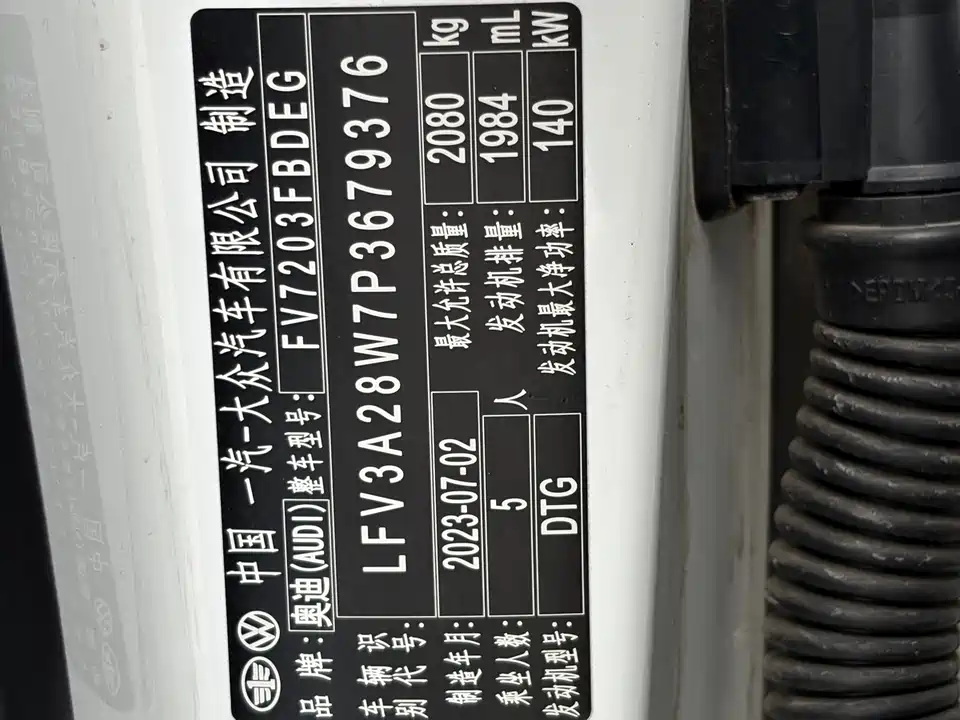 中国 一汽-大众汽车有限公司 制造
品牌: 奥迪(AUDI) 整车型号: FV7203FBDEG
车辆识别代号: LFV3A28W7P3679376
制造年月: 2023-07-02 最大允许总质量: 2080 kg
乘坐人数: 5 人 发动机排量: 1984 mL
发动机型号: DTG 发动机最大净功率: 140 kW